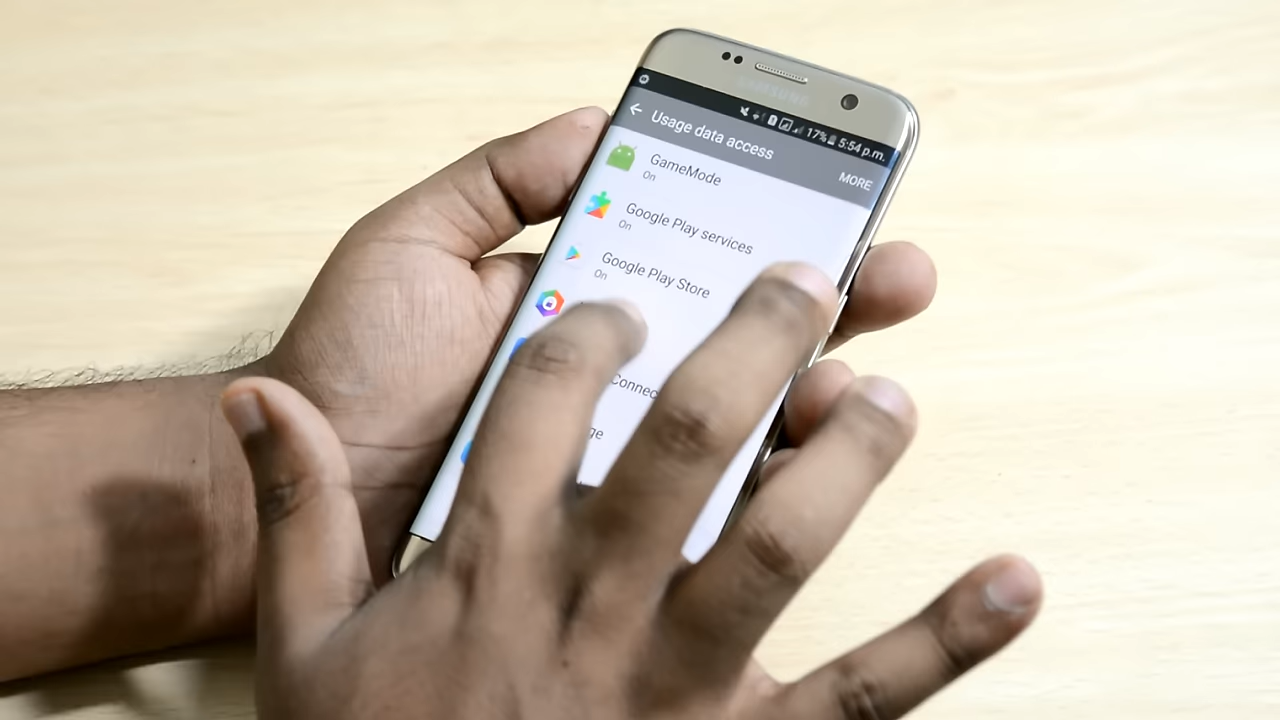 SAMSUNG
17% 5:54 p.m.
Usage data access
MORE
GameMode
On
Google Play services
On
Google Play Store
On